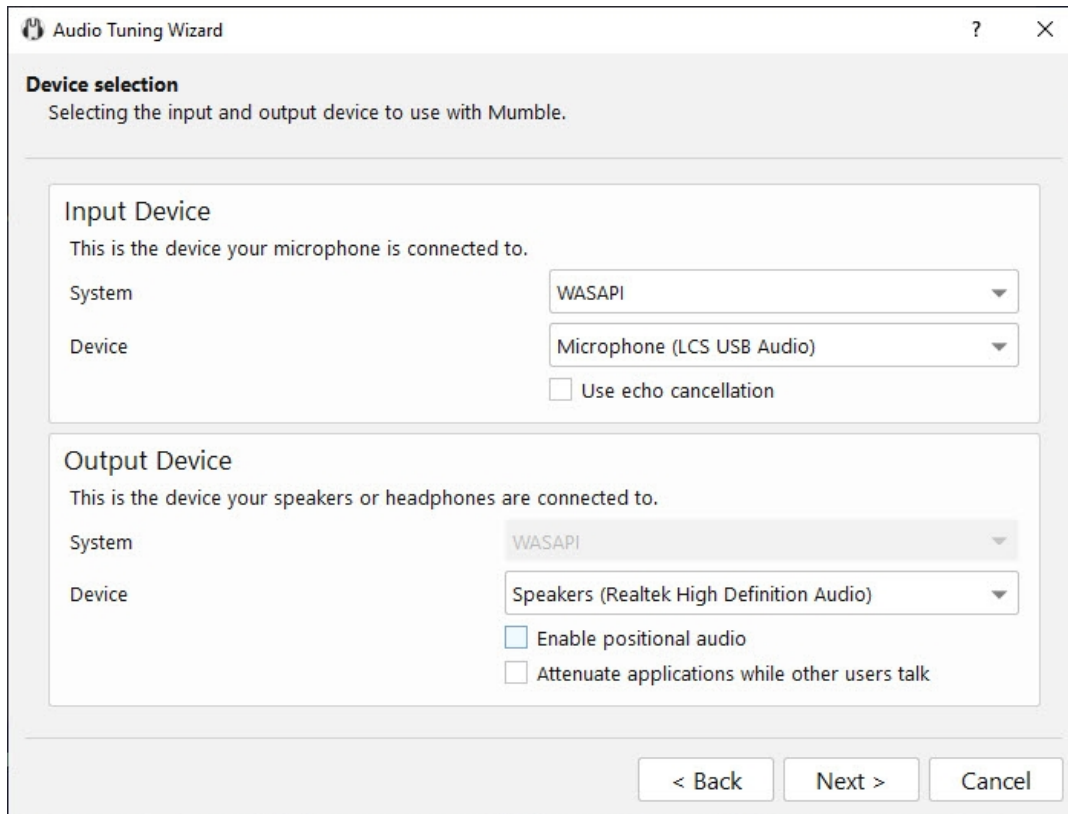 Audio Tuning Wizard
?
Device selection
Selecting the input and output device to use with Mumble.
Input Device
This is the device your microphone is connected to.
System
WASAPI
Device
Microphone (LCS USB Audio)
Use echo cancellation
Output Device
This is the device your speakers or headphones are connected to.
System
WASAPI
Device
Speakers (Realtek High Definition Audio)
Enable positional audio
Attenuate applications while other users talk
< Back
Next >
Cancel